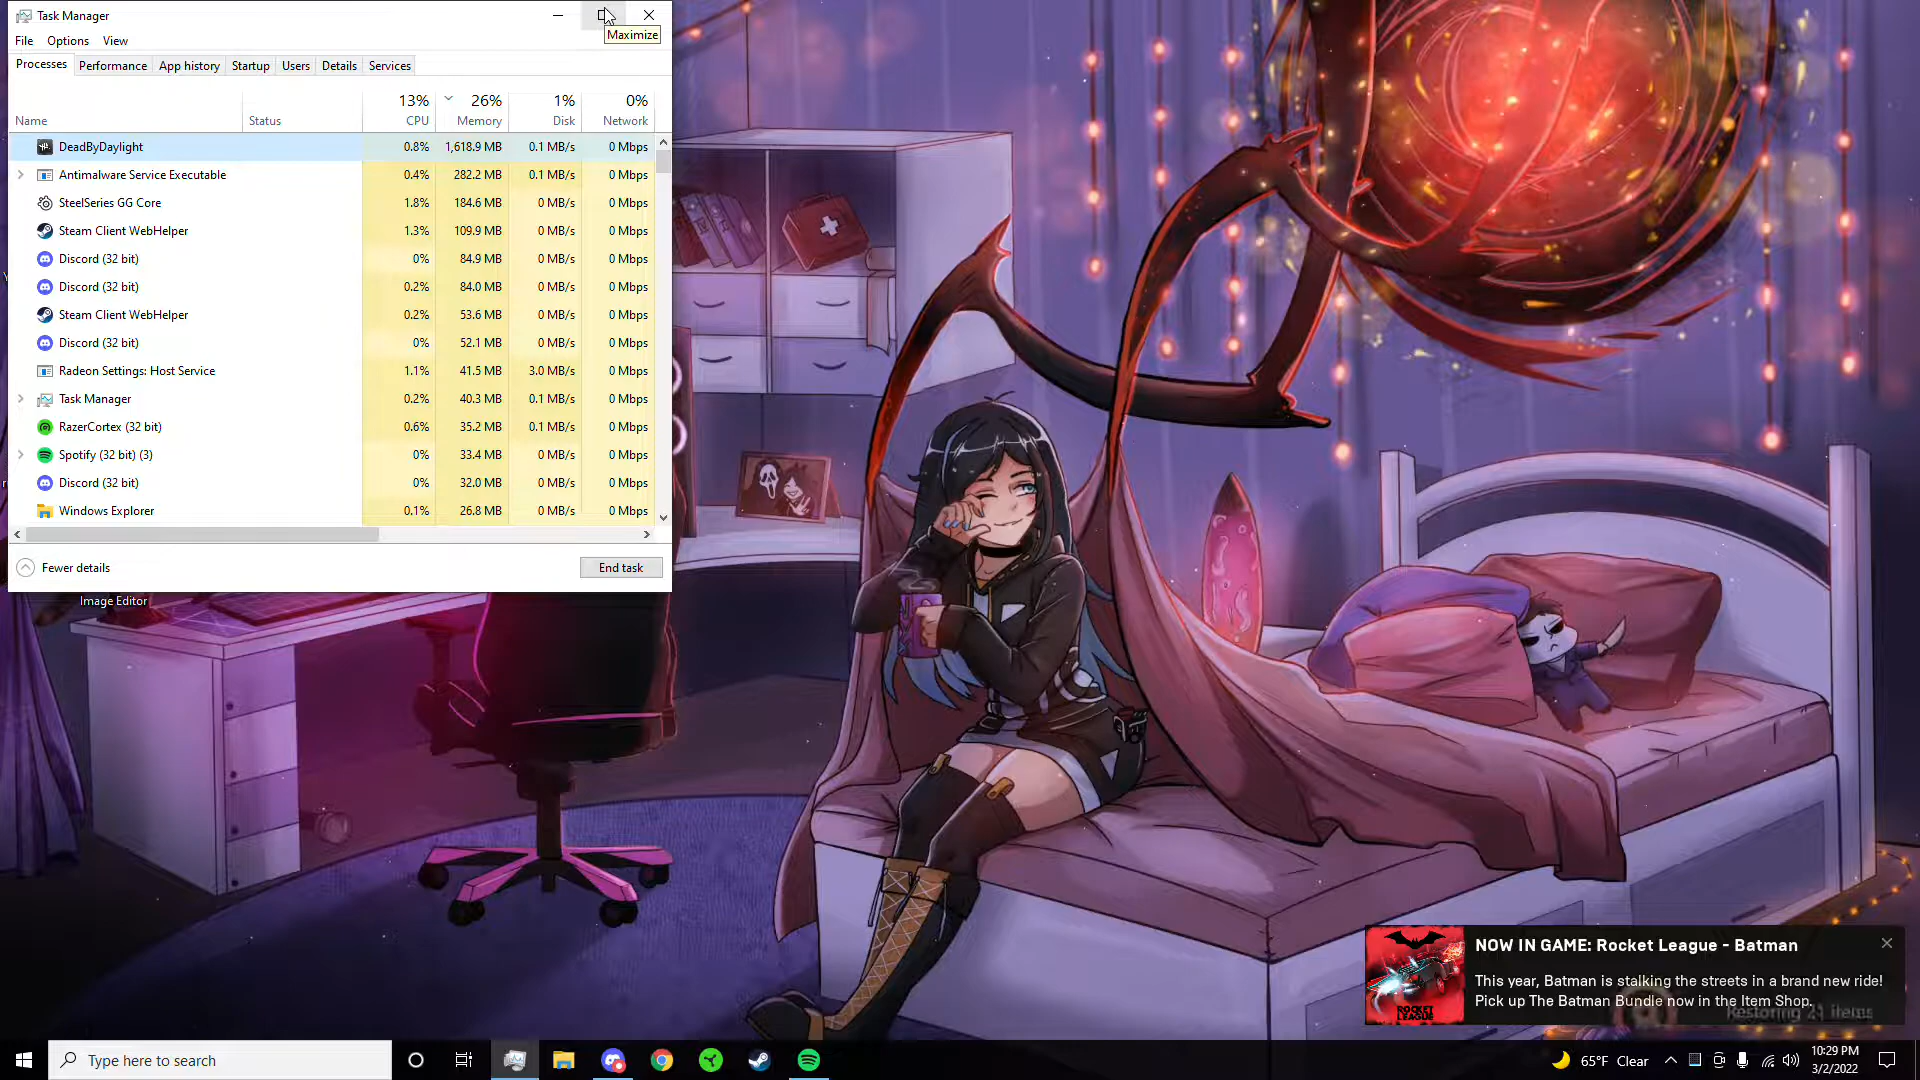 Task Manager
Maximize
File Options View
Processes Performance App history Startup Users Details Services
13% 26% 1% 0%
Name Status CPU Memory Disk Network
DeadByDaylight 0.8% 1,618.9 MB 0.1 MB/s 0 Mbps
Antimalware Service Executable 0.4% 282.2 MB 0.1 MB/s 0 Mbps
SteelSeries GG Core 1.8% 184.6 MB 0 MB/s 0 Mbps
Steam Client WebHelper 1.3% 109.9 MB 0 MB/s 0 Mbps
Discord (32 bit) 0% 84.9 MB 0 MB/s 0 Mbps
Discord (32 bit) 0.2% 84.0 MB 0 MB/s 0 Mbps
Steam Client WebHelper 0.2% 53.6 MB 0 MB/s 0 Mbps
Discord (32 bit) 0% 52.1 MB 0 MB/s 0 Mbps
Radeon Settings: Host Service 1.1% 41.5 MB 3.0 MB/s 0 Mbps
Task Manager 0.2% 40.3 MB 0.1 MB/s 0 Mbps
RazerCortex (32 bit) 0.6% 35.2 MB 0.1 MB/s 0 Mbps
Spotify (32 bit) (3) 0% 33.4 MB 0 MB/s 0 Mbps
Discord (32 bit) 0% 32.0 MB 0 MB/s 0 Mbps
Windows Explorer 0.1% 26.8 MB 0 MB/s 0 Mbps
Fewer details End task
Image Editor
NOW IN GAME: Rocket League - Batman
This year, Batman is stalking the streets in a brand new ride!
Pick up The Batman Bundle now in the Item Shop.
ROCKET
LEAGUE
Restoring 21 items
Type here to search
65°F Clear
10:29 PM
3/2/2022